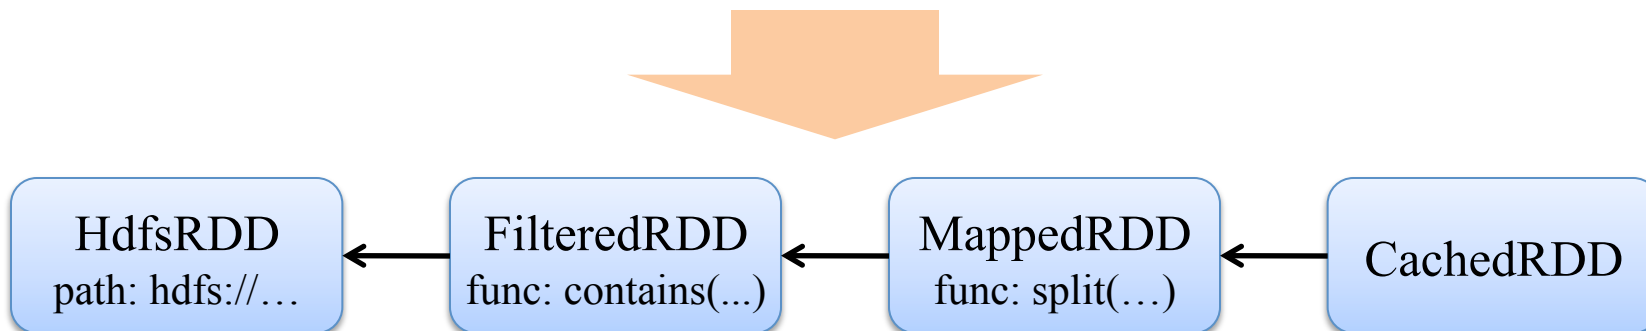 HdfsRDD
path: hdfs://…
FilteredRDD
func: contains(...)
MappedRDD
func: split(…)
CachedRDD